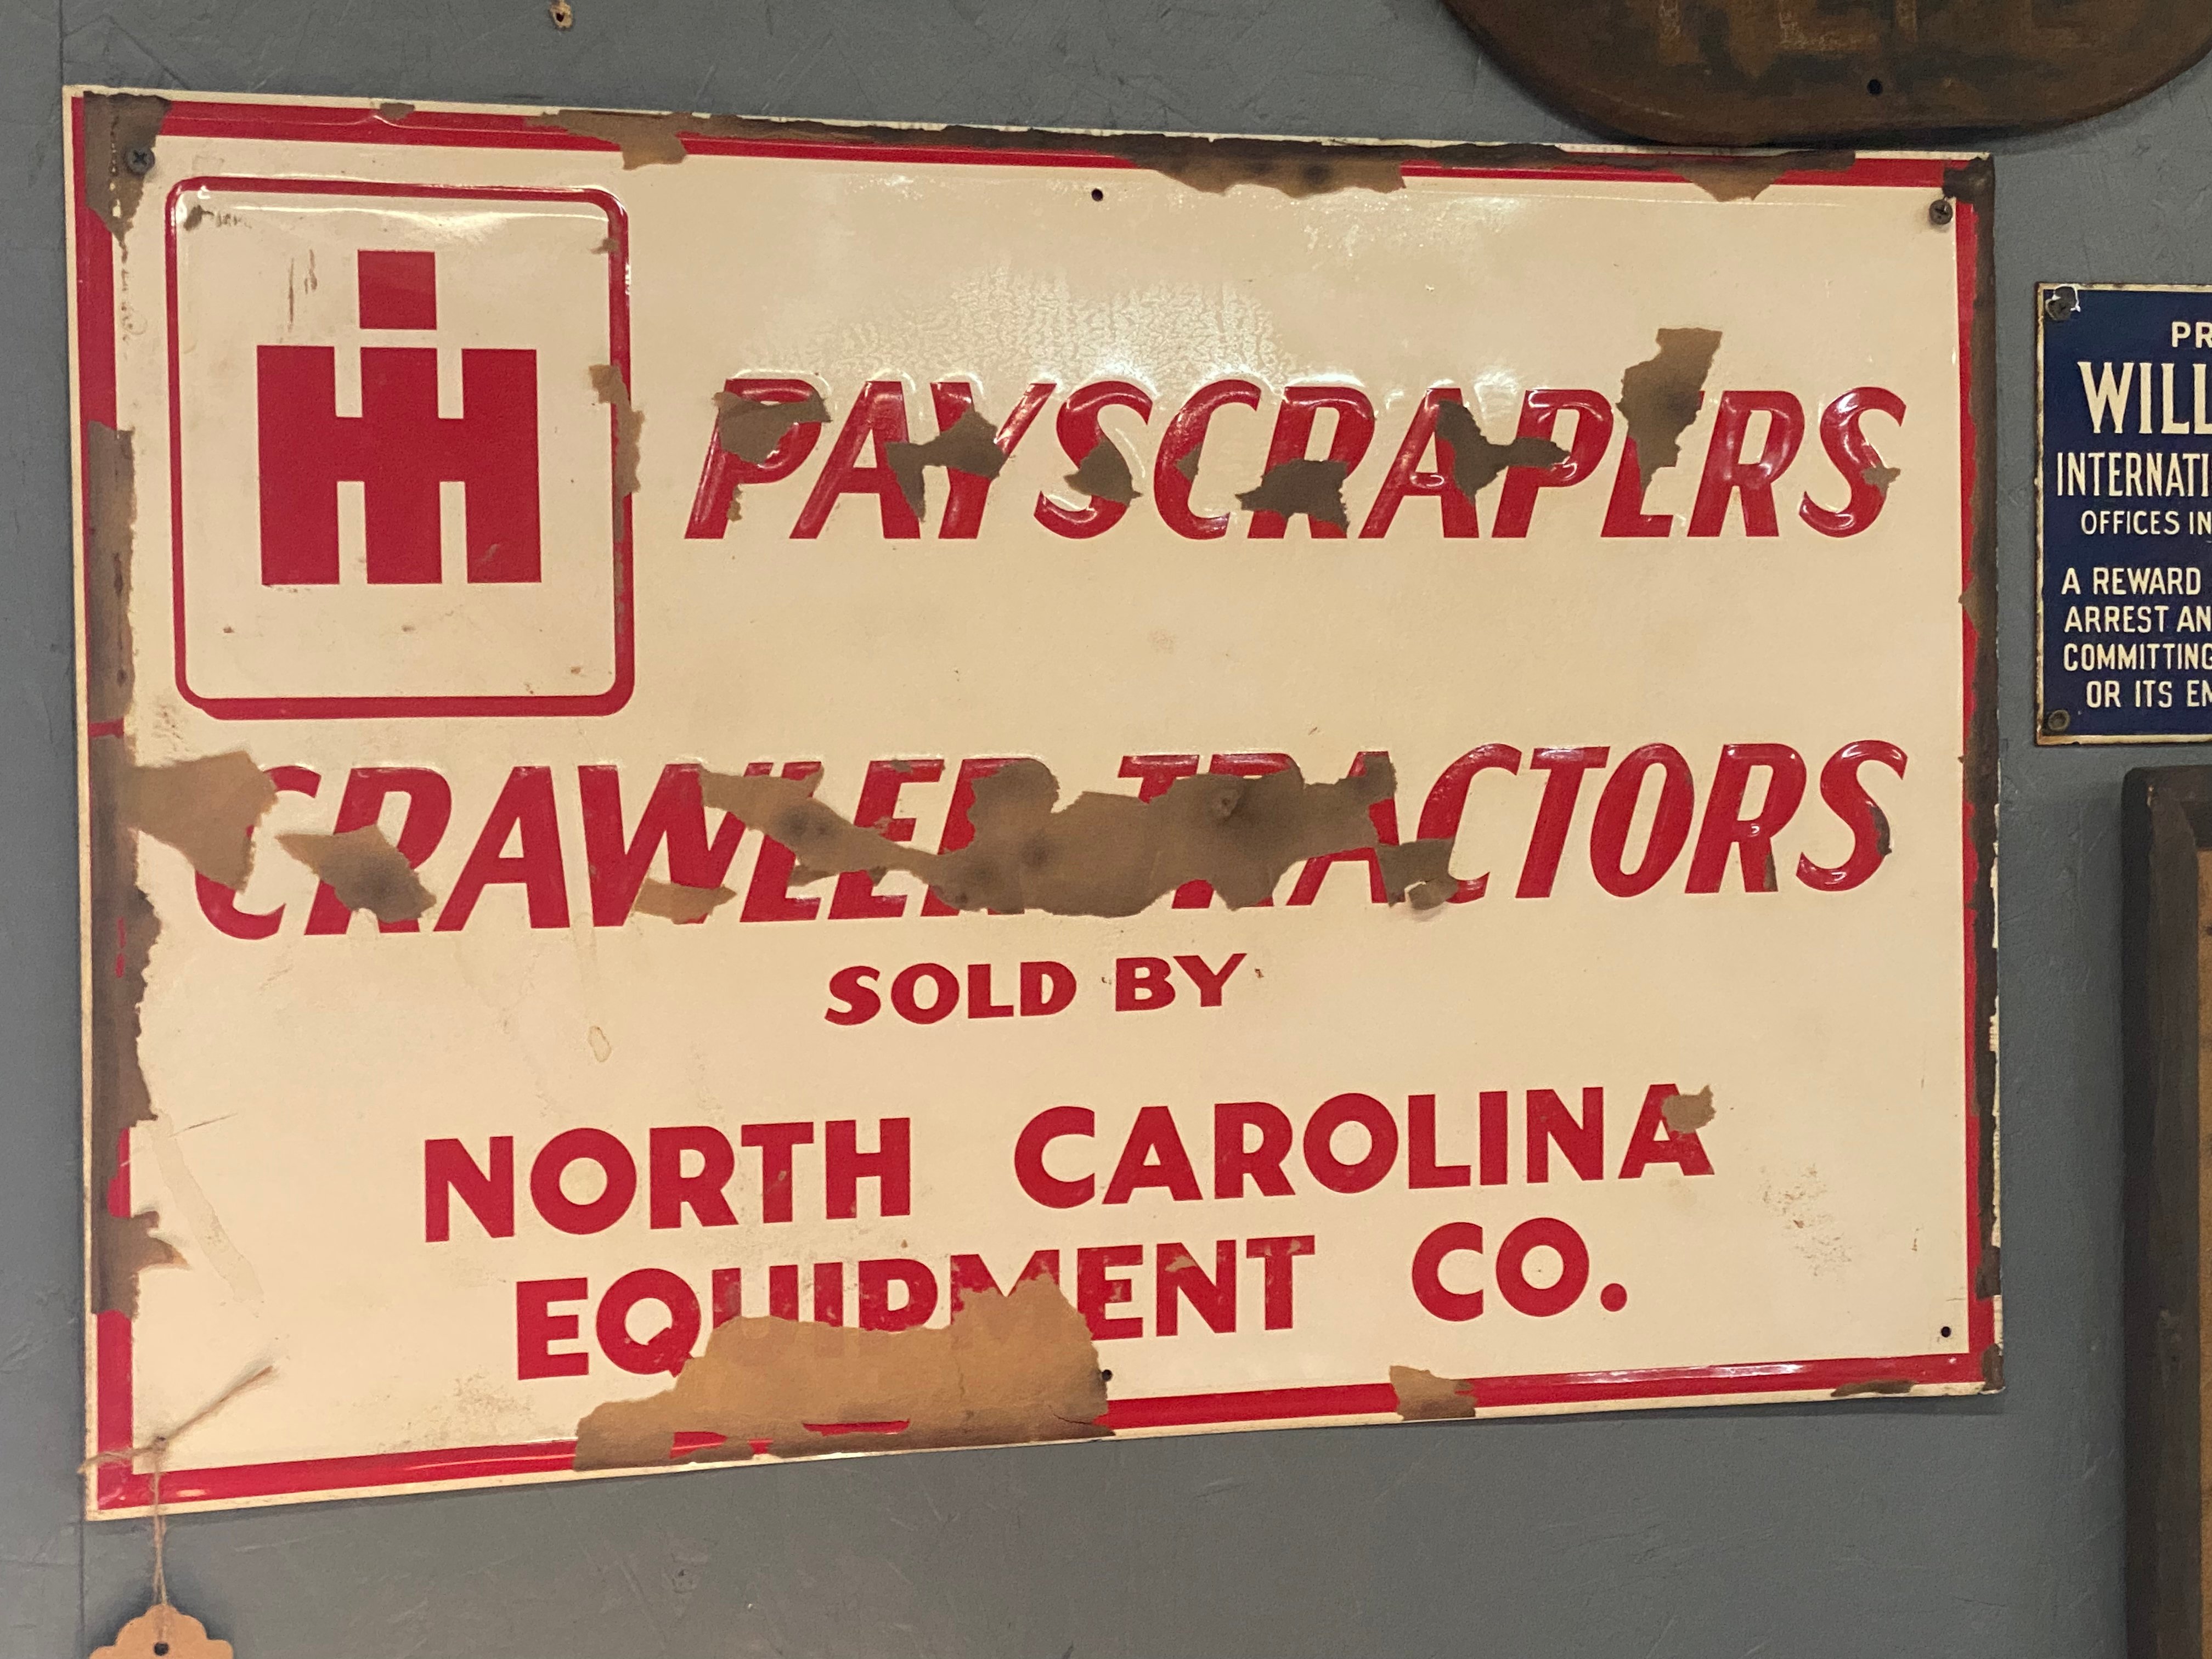 IH
PAYSCRAPERS
CRAWLER TRACTORS
SOLD BY
NORTH CAROLINA
EQUIPMENT CO.
PR
WILL
INTERNATI
OFFICES IN
A REWARD
ARREST AN
COMMITTING
OR ITS EM